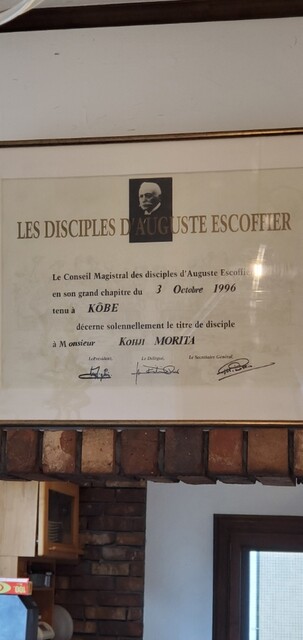 LES DISCIPLES D'AUGUSTE ESCOFFIER
Le Conseil Magistral des disciples d'Auguste Escoffier
en son grand chapitre du 3 Octobre 1996
tenu à KŌBE
décerne solennellement le titre de disciple
à Monsieur KOHJI MORITA
Le Président Le Délégué, Le Secrétaire Général,